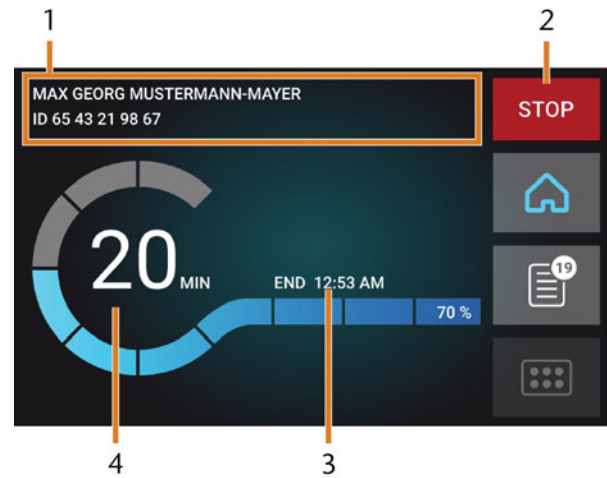 1 2
MAX GEORG MUSTERMANN-MAYER
ID 65 43 21 98 67
STOP
20 MIN
END 12:53 AM
19
70 %
4 3